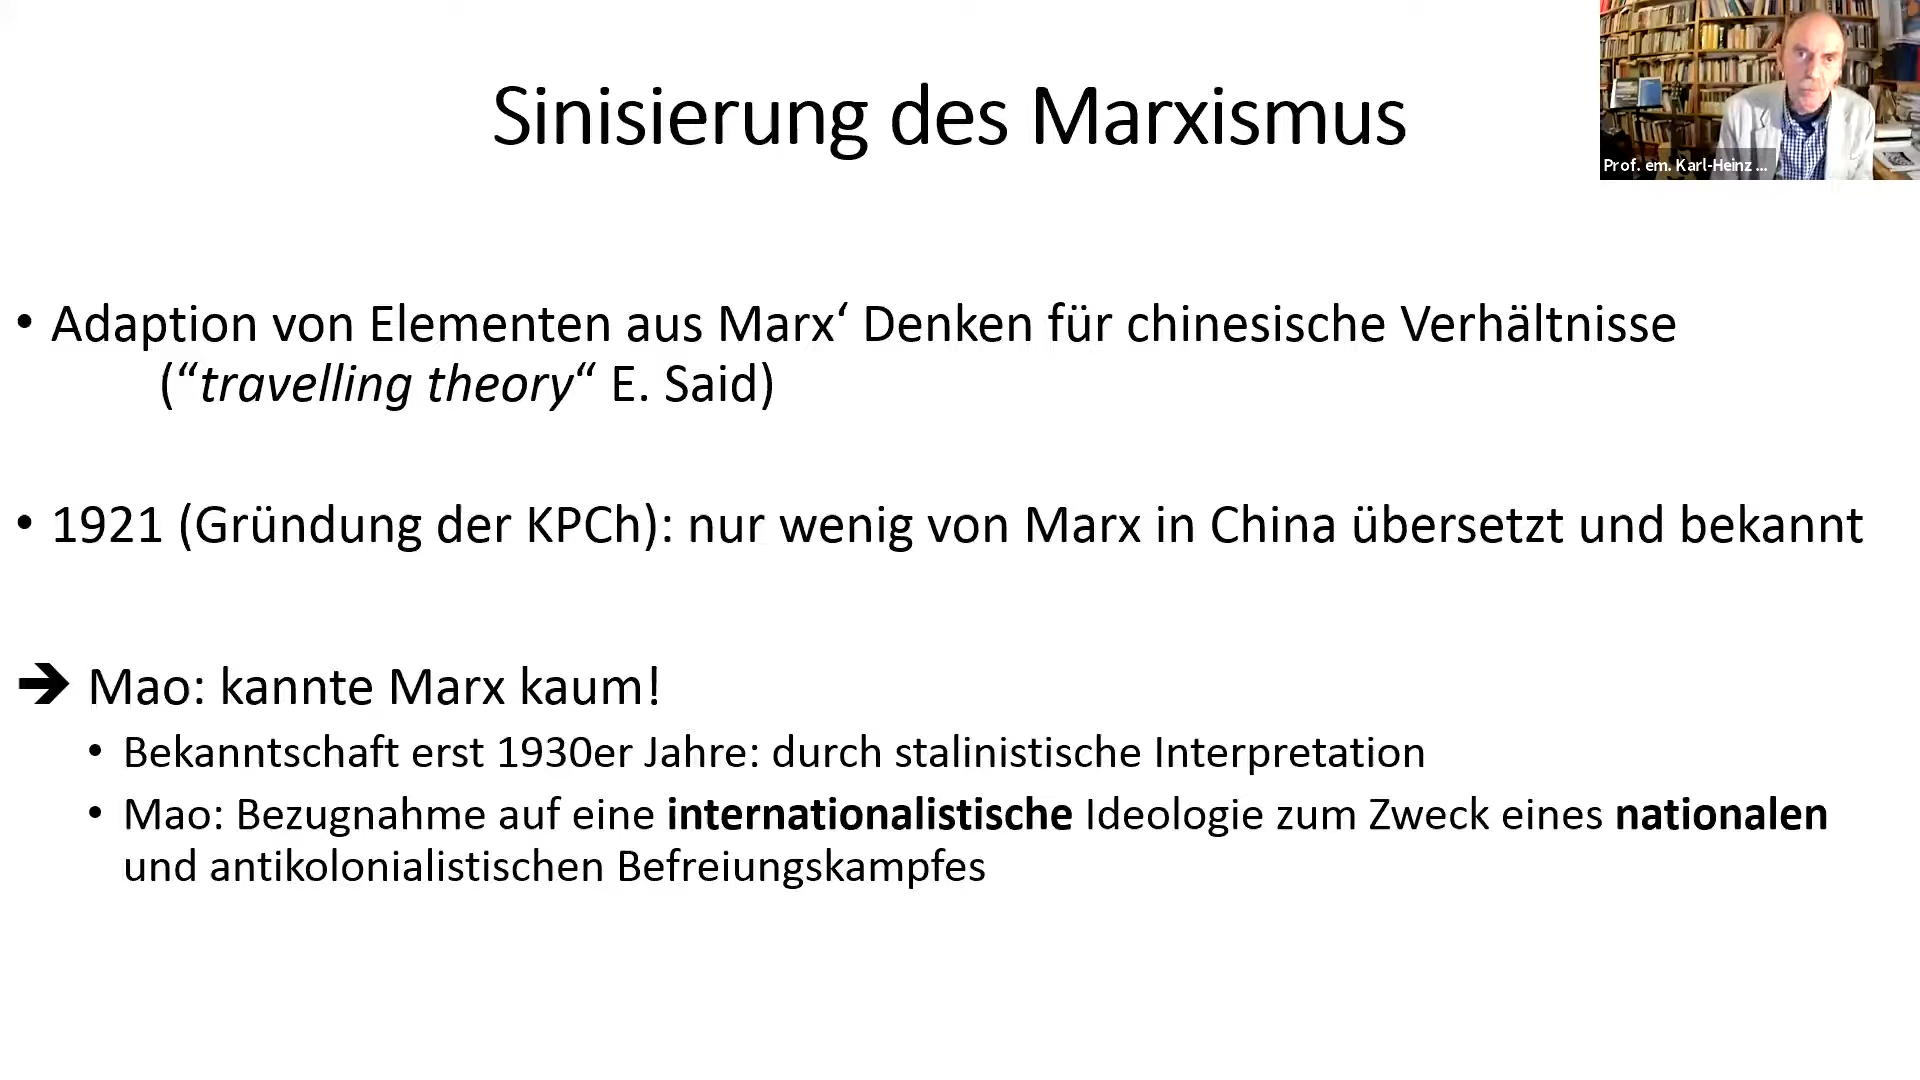 Sinisierung des Marxismus
Prof. em. Karl-Heinz ...
• Adaption von Elementen aus Marx‘ Denken für chinesische Verhältnisse
(“travelling theory“ E. Said)
• 1921 (Gründung der KPCh): nur wenig von Marx in China übersetzt und bekannt
➔ Mao: kannte Marx kaum!
• Bekanntschaft erst 1930er Jahre: durch stalinistische Interpretation
• Mao: Bezugnahme auf eine internationalistische Ideologie zum Zweck eines nationalen
und antikolonialistischen Befreiungskampfes